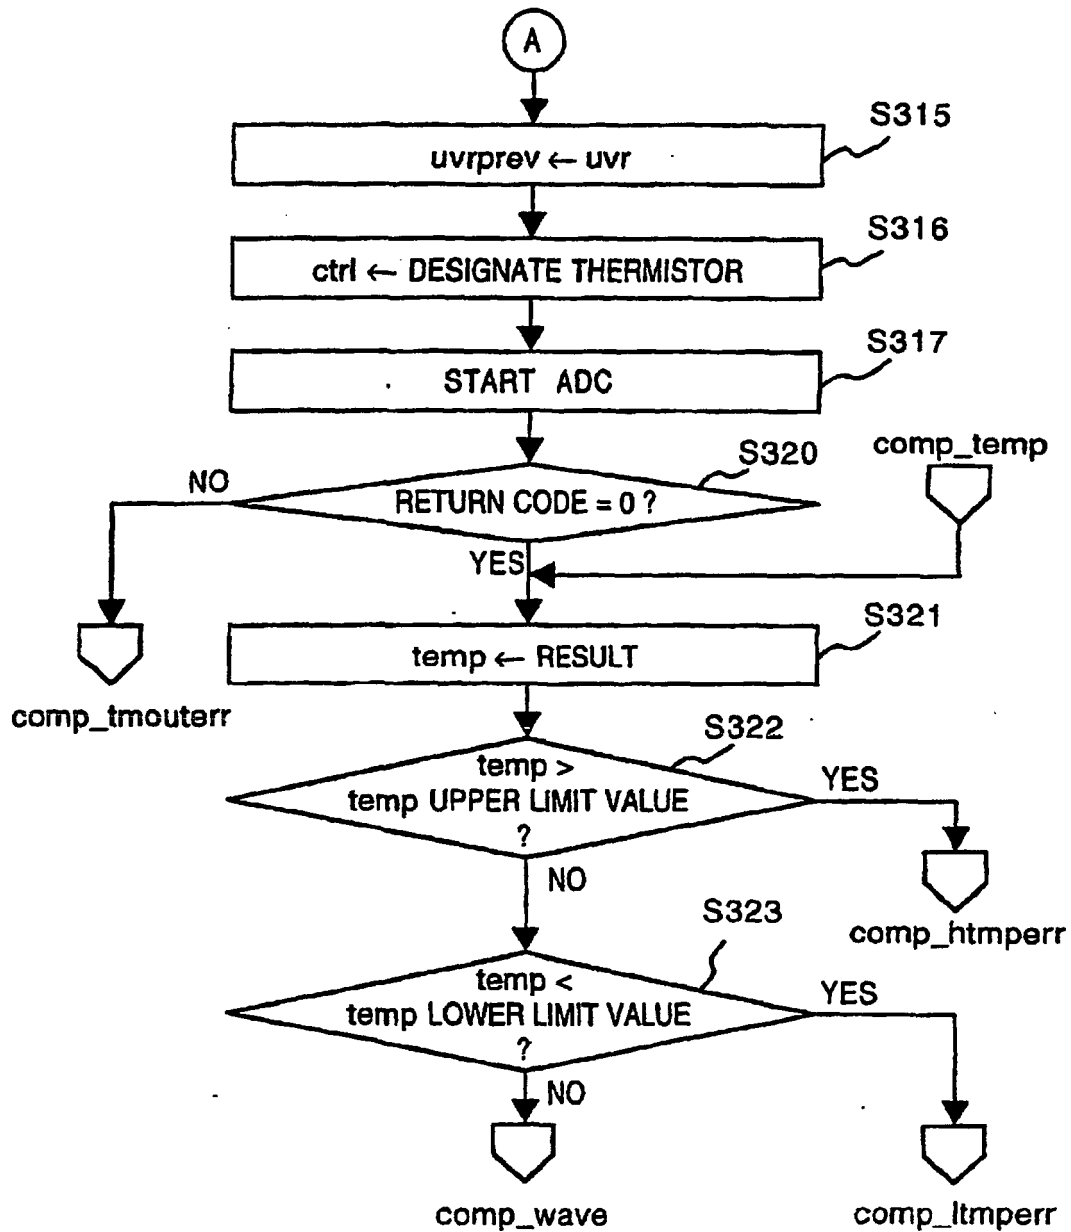 A
S315
uvrprev ← uvr
S316
ctrl ← DESIGNATE THERMISTOR
S317
START ADC
S320
comp_temp
NO
RETURN CODE = 0 ?
YES
S321
temp ← RESULT
comp_tmouterr
S322
temp >
temp UPPER LIMIT VALUE
?
YES
NO
comp_htmperr
S323
temp <
temp LOWER LIMIT VALUE
?
YES
NO
comp_wave
comp_ltmperr